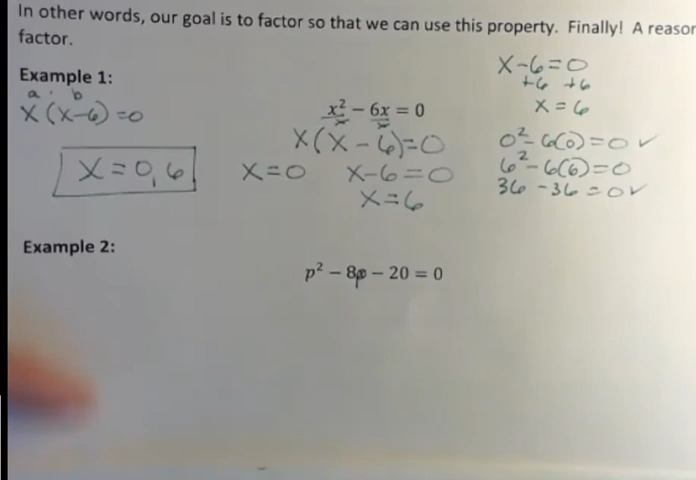 In other words, our goal is to factor so that we can use this property. Finally! A reason
factor.
Example 1:
a · b
x(x-6)=0
x=0,6
x² − 6x = 0
x(x-6)=0
x=0 x-6=0
x=6
x-6=0
+6 +6
x=6
0²-6(0)=0 ✓
6²-6(6)=0
36-36=0 ✓
Example 2:
p² − 8p − 20 = 0